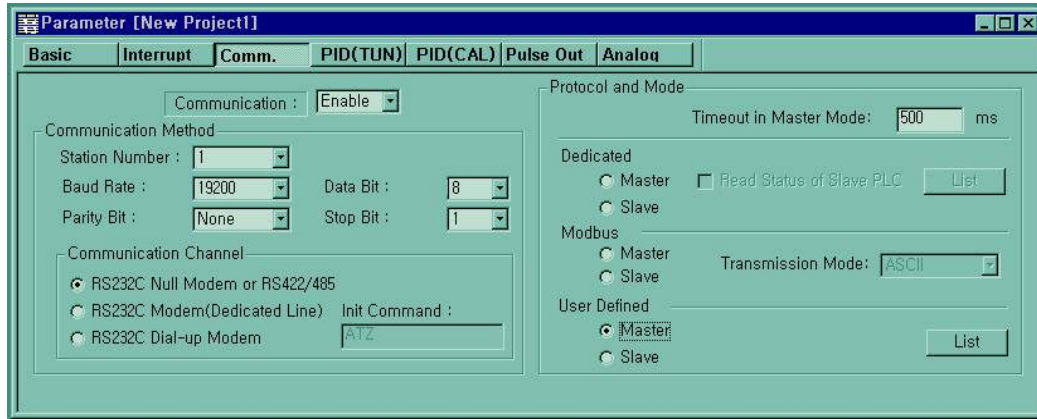 Parameter [New Project1]
Basic Interrupt Comm. PID(TUN) PID(CAL) Pulse Out Analog
Communication : Enable
Communication Method
Station Number : 1
Baud Rate : 19200 Data Bit : 8
Parity Bit : None Stop Bit : 1
Communication Channel
RS232C Null Modem or RS422/485
RS232C Modem(Dedicated Line) Init Command :
RS232C Dial-up Modem ATZ
Protocol and Mode
Timeout in Master Mode: 500 ms
Dedicated
Master Read Status of Slave PLC List
Slave
Modbus
Master
Transmission Mode: ASCII
Slave
User Defined
Master
List
Slave